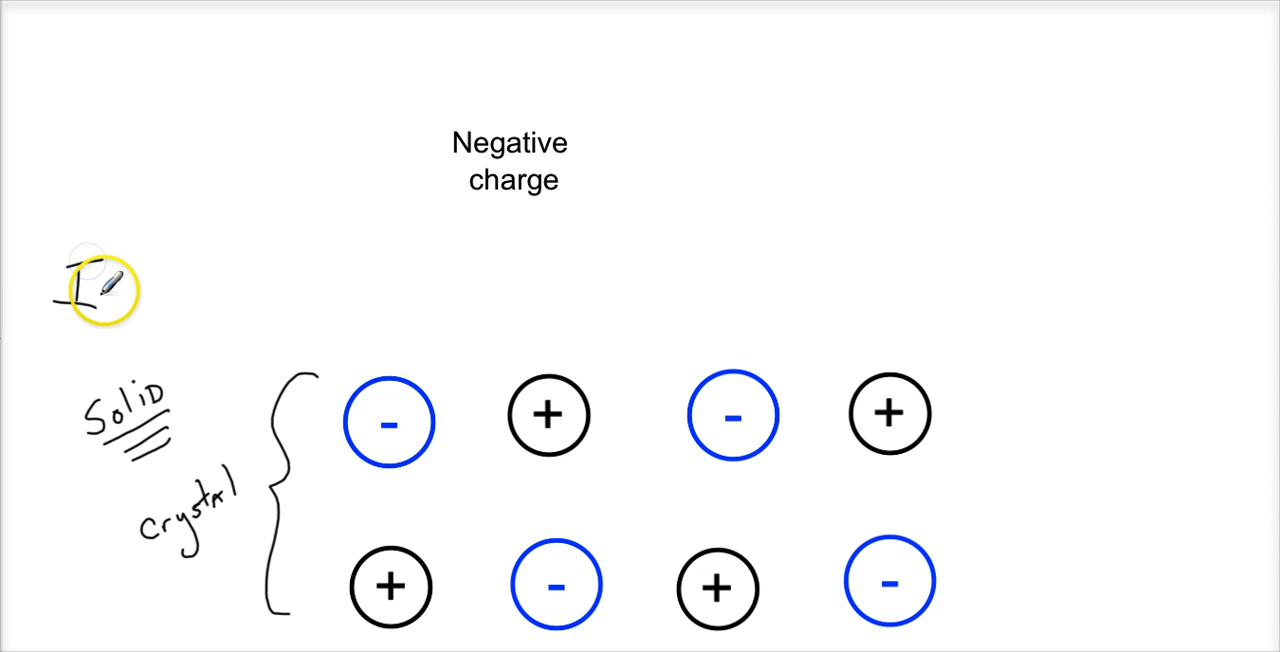 Negative
charge
I
Solid
Crystal
- + - +
+ - + -